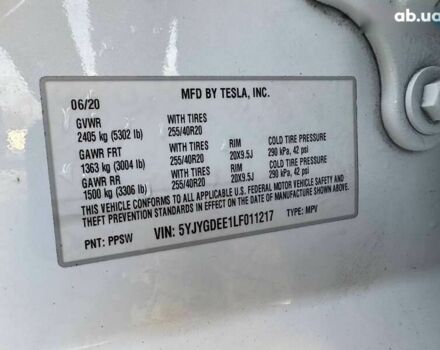 ab.ua
MFD BY TESLA, INC.
06/20
GVWR WITH TIRES
2405 kg (5302 lb) 255/40R20
GAWR FRT WITH TIRES RIM COLD TIRE PRESSURE
1363 kg (3004 lb) 255/40R20 20X9.5J 290 kPa, 42 psi
GAWR RR WITH TIRES RIM COLD TIRE PRESSURE
1500 kg (3306 lb) 255/40R20 20X9.5J 290 kPa, 42 psi
THIS VEHICLE CONFORMS TO ALL APPLICABLE U.S. FEDERAL MOTOR VEHICLE SAFETY AND
THEFT PREVENTION STANDARDS IN EFFECT ON THE DATE OF MANUFACTURE SHOWN ABOVE.
PNT: PPSW VIN: 5YJYGDEE1LF011217 TYPE: MPV